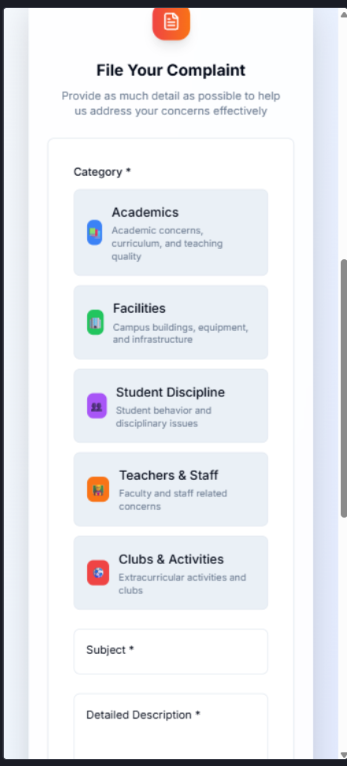 File Your Complaint
Provide as much detail as possible to help
us address your concerns effectively
Category *
Academics
Academic concerns,
curriculum, and teaching
quality
Facilities
Campus buildings, equipment,
and infrastructure
Student Discipline
Student behavior and
disciplinary issues
Teachers & Staff
Faculty and staff related
concerns
Clubs & Activities
Extracurricular activities and
clubs
Subject *
Detailed Description *